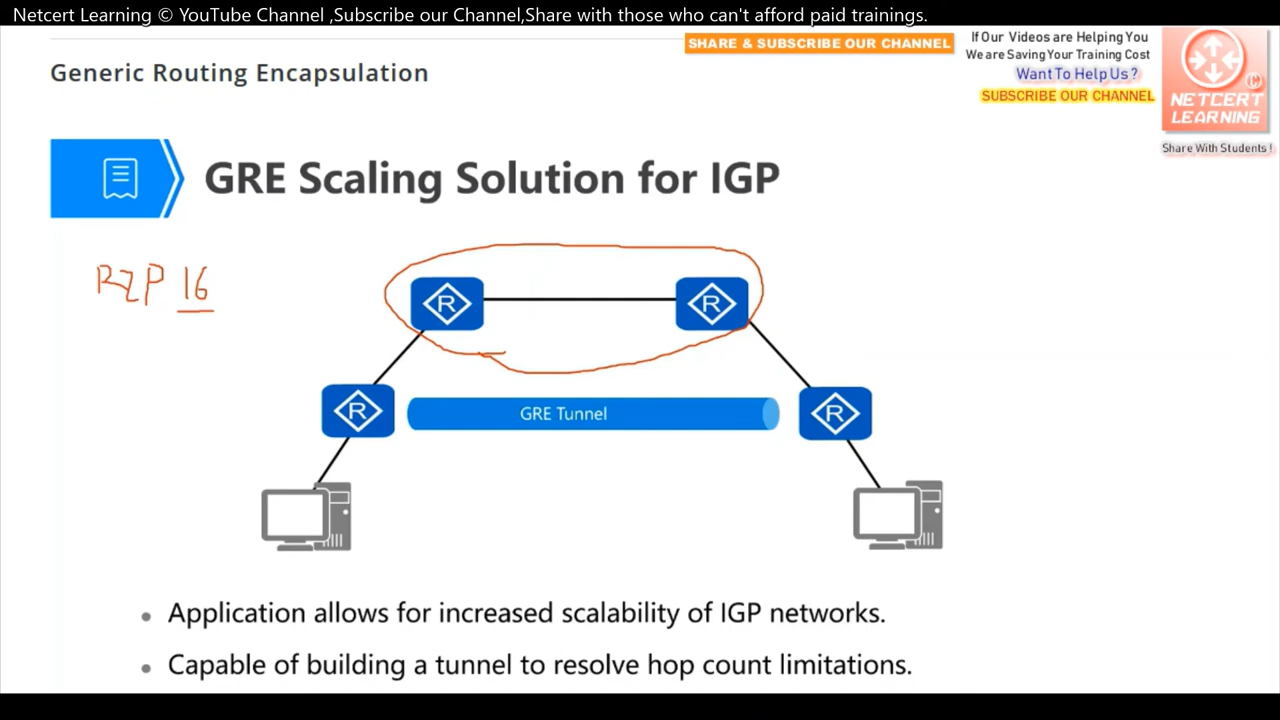 Netcert Learning © YouTube Channel ,Subscribe our Channel,Share with those who can't afford paid trainings.
SHARE & SUBSCRIBE OUR CHANNEL
If Our Videos are Helping You
We are Saving Your Training Cost
Want To Help Us?
SUBSCRIBE OUR CHANNEL
©
NETCERT
LEARNING
Share With Students !
Generic Routing Encapsulation
GRE Scaling Solution for IGP
RIP 16
R
R
R
GRE Tunnel
R
Application allows for increased scalability of IGP networks.
Capable of building a tunnel to resolve hop count limitations.